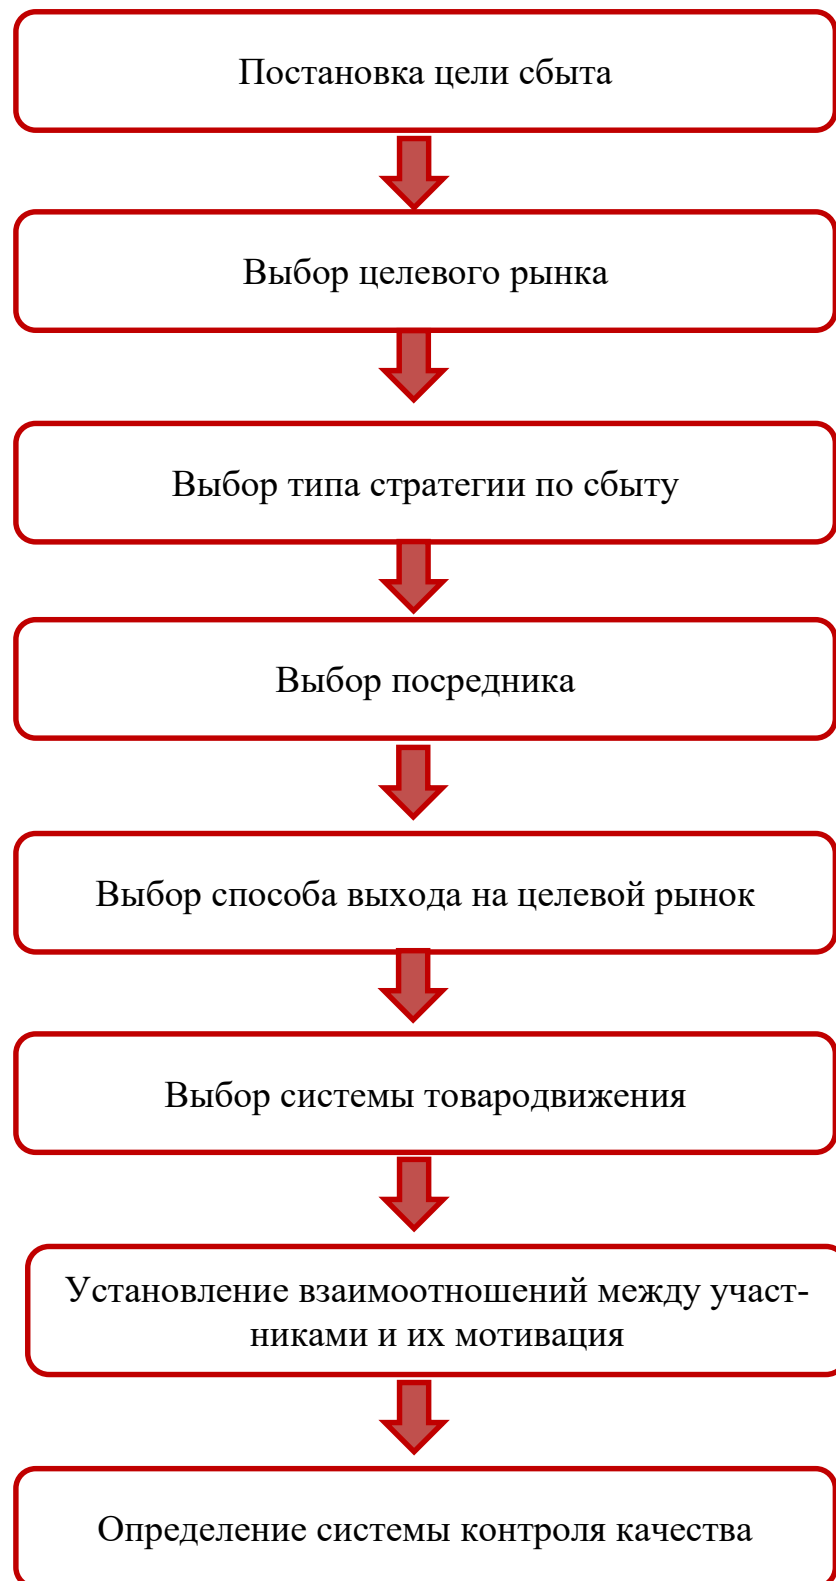 Постановка цели сбыта
Выбор целевого рынка
Выбор типа стратегии по сбыту
Выбор посредника
Выбор способа выхода на целевой рынок
Выбор системы товародвижения
Установление взаимоотношений между участ-
никами и их мотивация
Определение системы контроля качества